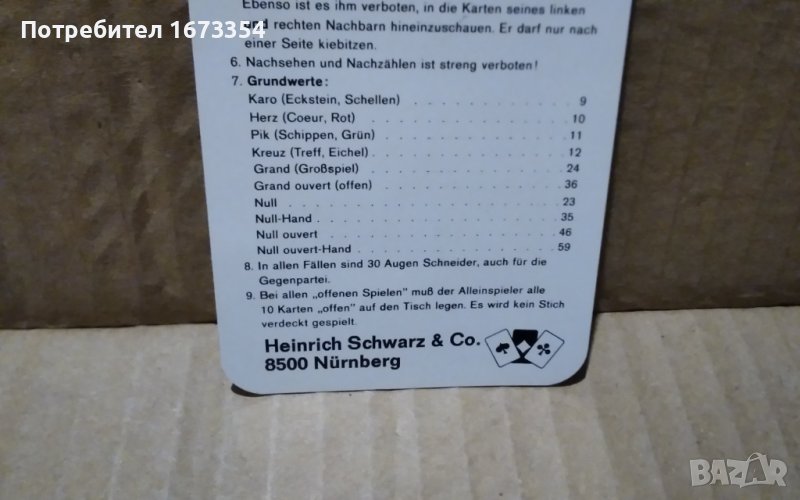 Потребител 1673354
Ebenso ist es ihm verboten, in die Karten seines linken
und rechten Nachbarn hineinzuschauen. Er darf nur nach
einer Seite kiebitzen.
6. Nachsehen und Nachzählen ist streng verboten!
7. Grundwerte:
Karo (Eckstein, Schellen) . . . . . . . . . . . 9
Herz (Coeur, Rot) . . . . . . . . . . . . . 10
Pik (Schippen, Grün) . . . . . . . . . . . . 11
Kreuz (Treff, Eichel) . . . . . . . . . . . . . 12
Grand (Großspiel) . . . . . . . . . . . . . 24
Grand ouvert (offen) . . . . . . . . . . . . 36
Null . . . . . . . . . . . . . . . . . 23
Null-Hand . . . . . . . . . . . . . . . 35
Null ouvert . . . . . . . . . . . . . . 46
Null ouvert-Hand . . . . . . . . . . . . . 59
8. In allen Fällen sind 30 Augen Schneider, auch für die
Gegenpartei.
9. Bei allen „offenen Spielen" muß der Alleinspieler alle
10 Karten „offen" auf den Tisch legen. Es wird kein Stich
verdeckt gespielt.
Heinrich Schwarz & Co.
8500 Nürnberg
BAZAR
bazar.bg